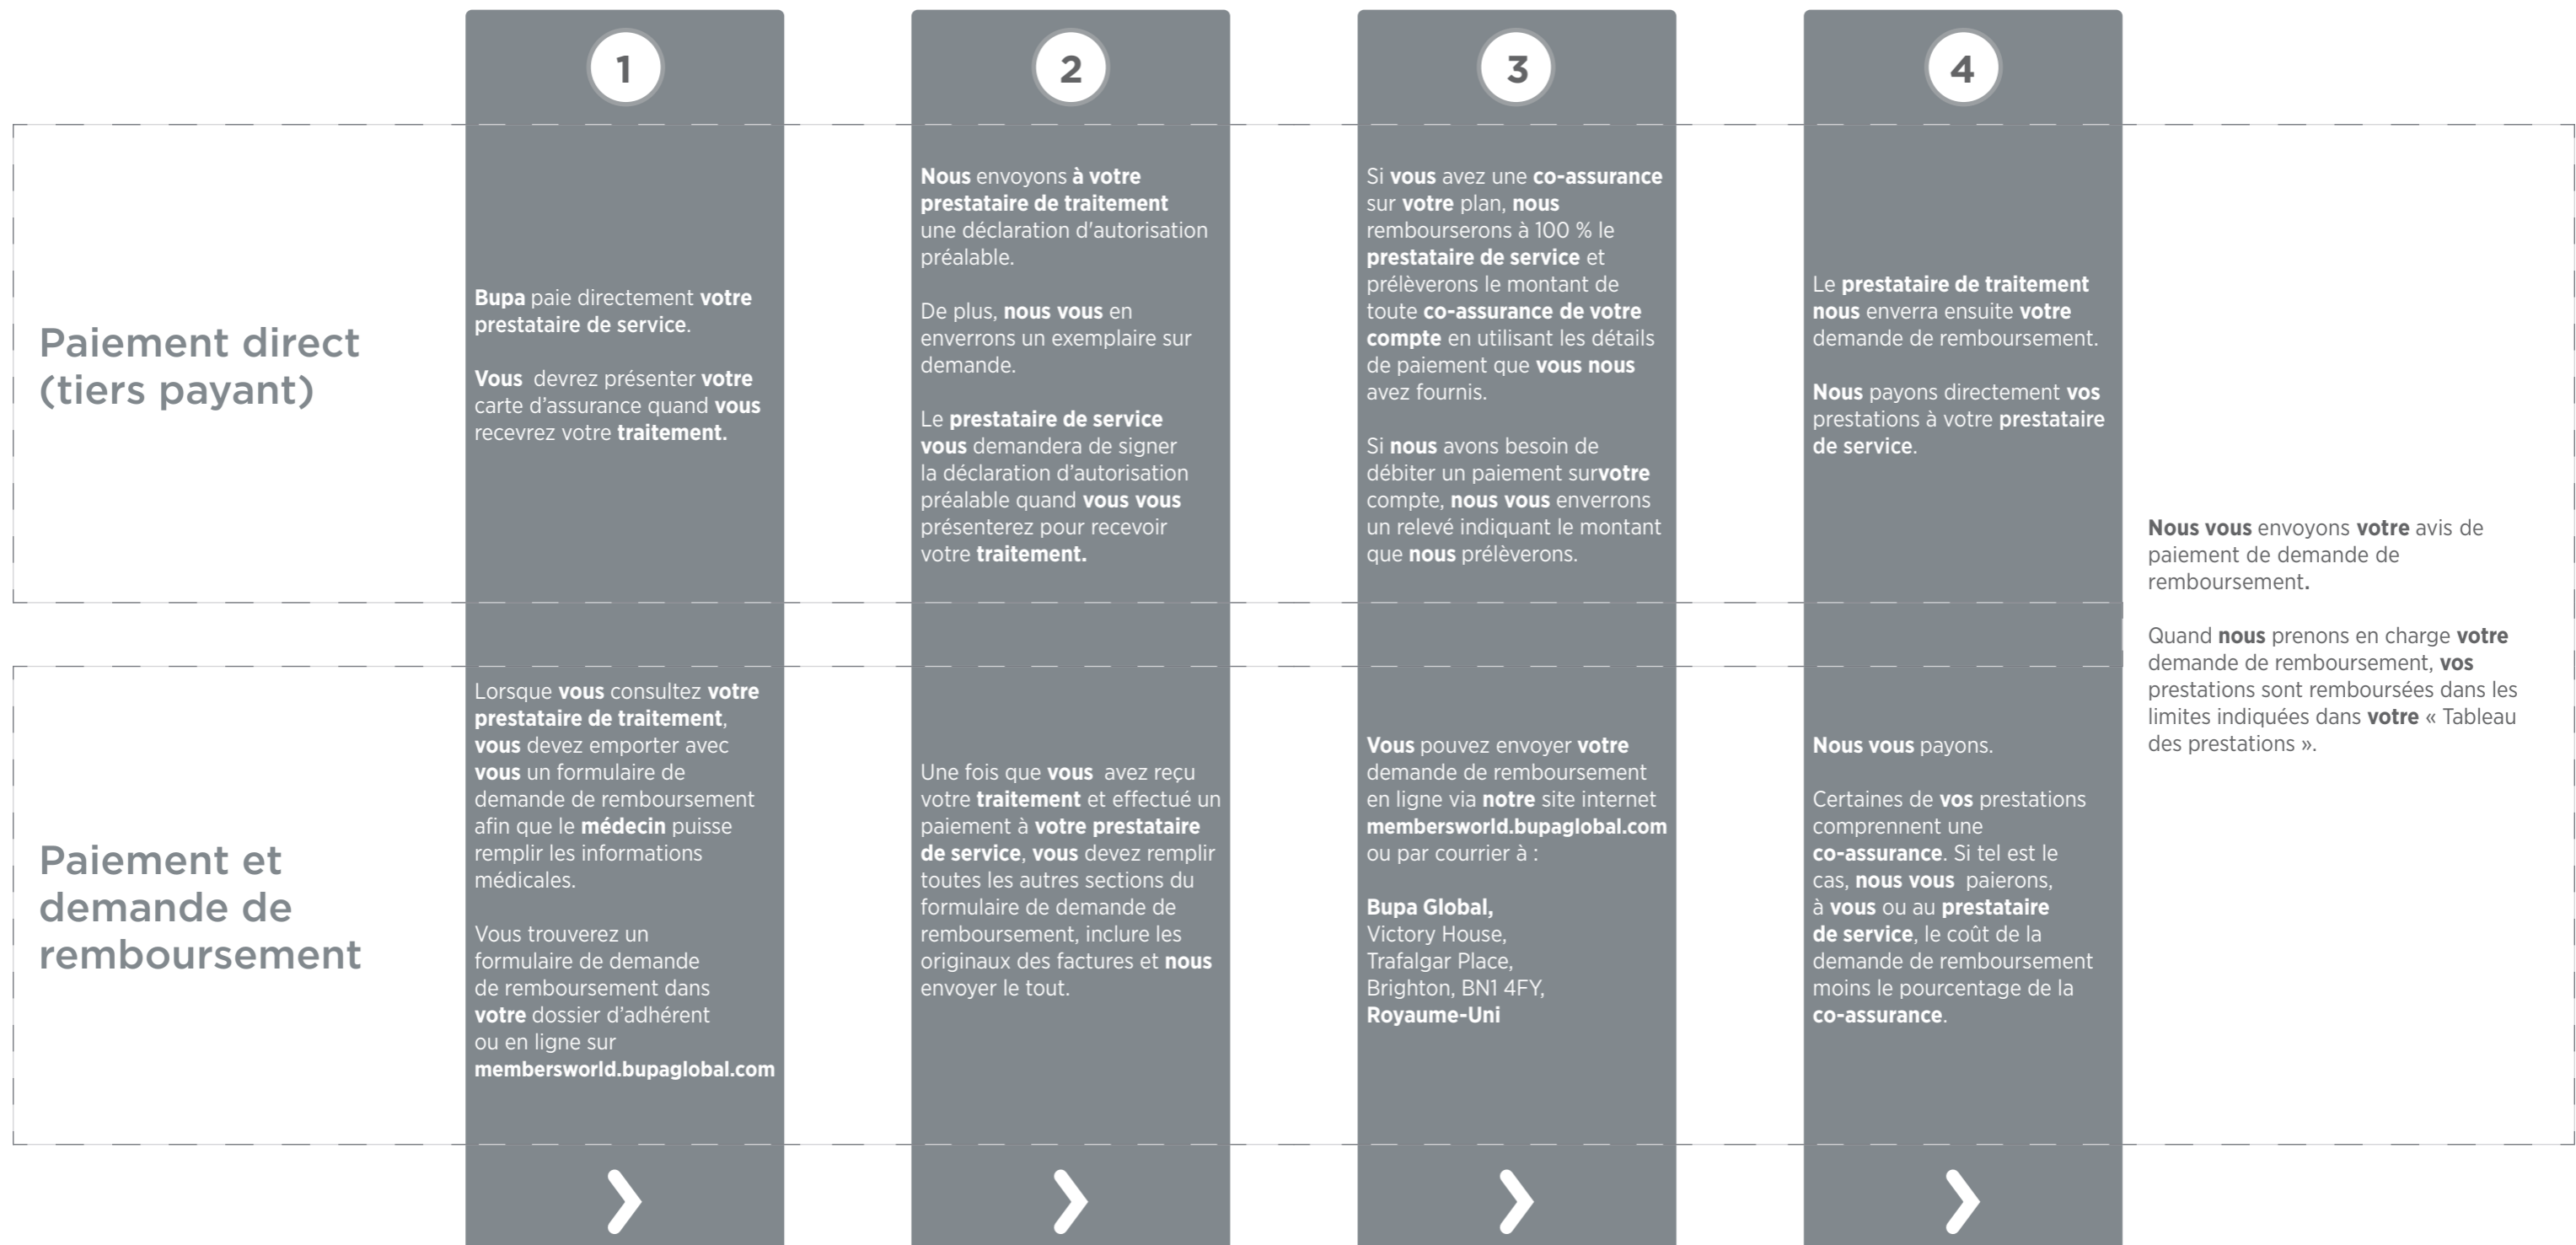 1
2
3
4
Paiement direct
(tiers payant)
Bupa paie directement votre
prestataire de service.
Vous devrez présenter votre
carte d'assurance quand vous
recevrez votre traitement.
Nous envoyons à votre
prestataire de traitement
une déclaration d'autorisation
préalable.
De plus, nous vous en
enverrons un exemplaire sur
demande.
Le prestataire de service
vous demandera de signer
la déclaration d'autorisation
préalable quand vous vous
présenterez pour recevoir
votre traitement.
Si vous avez une co-assurance
sur votre plan, nous
rembourserons à 100 % le
prestataire de service et
prélèverons le montant de
toute co-assurance de votre
compte en utilisant les détails
de paiement que vous nous
avez fournis.
Si nous avons besoin de
débiter un paiement survotre
compte, nous vous enverrons
un relevé indiquant le montant
que nous prélèverons.
Le prestataire de traitement
nous enverra ensuite votre
demande de remboursement.
Nous payons directement vos
prestations à votre prestataire
de service.
Paiement et
demande de
remboursement
Lorsque vous consultez votre
prestataire de traitement,
vous devez emporter avec
vous un formulaire de
demande de remboursement
afin que le médecin puisse
remplir les informations
médicales.
Vous trouverez un
formulaire de demande
de remboursement dans
votre dossier d'adhérent
ou en ligne sur
membersworld.bupaglobal.com
Une fois que vous avez reçu
votre traitement et effectué un
paiement à votre prestataire
de service, vous devez remplir
toutes les autres sections du
formulaire de demande de
remboursement, inclure les
originaux des factures et nous
envoyer le tout.
Vous pouvez envoyer votre
demande de remboursement
en ligne via notre site internet
membersworld.bupaglobal.com
ou par courrier à :
Bupa Global,
Victory House,
Trafalgar Place,
Brighton, BN1 4FY,
Royaume-Uni
Nous vous payons.
Certaines de vos prestations
comprennent une
co-assurance. Si tel est le
cas, nous vous paierons,
à vous ou au prestataire
de service, le coût de la
demande de remboursement
moins le pourcentage de la
co-assurance.
Nous vous envoyons votre avis de
paiement de demande de
remboursement.
Quand nous prenons en charge votre
demande de remboursement, vos
prestations sont remboursées dans les
limites indiquées dans votre « Tableau
des prestations ».